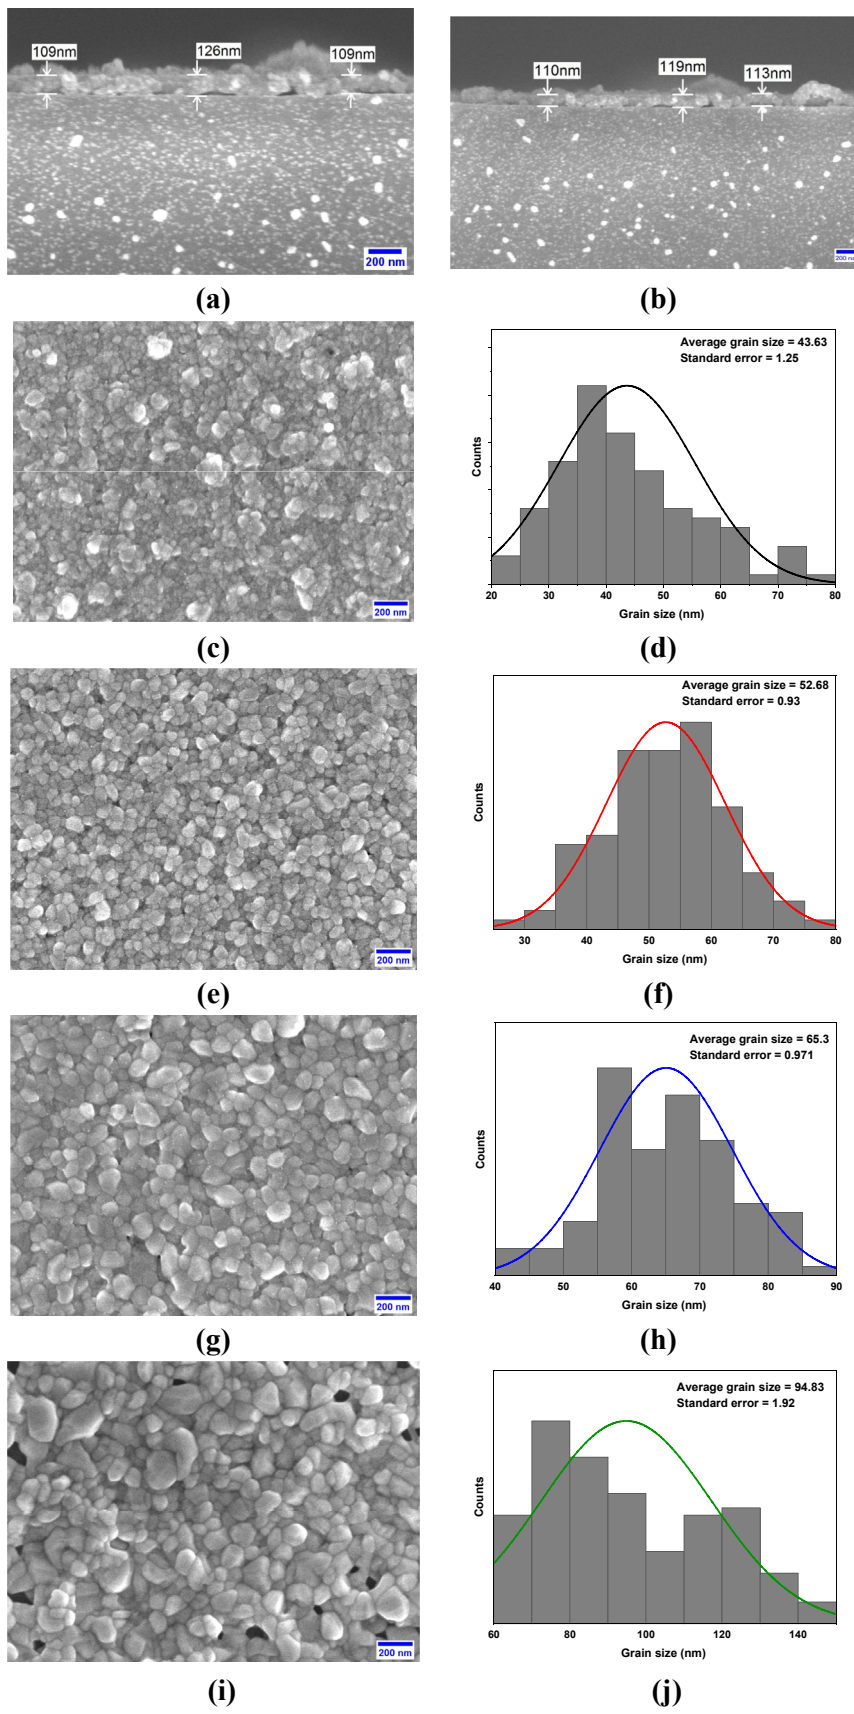 109nm 126nm 109nm
200 nm
110nm 119nm 113nm
200 nm
(a) (b)
200 nm
Average grain size = 43.63
Standard error = 1.25
Counts
20 30 40 50 60 70 80
Grain size (nm)
(c) (d)
200 nm
Average grain size = 52.68
Standard error = 0.93
Counts
30 40 50 60 70 80
Grain size (nm)
(e) (f)
200 nm
Average grain size = 65.3
Standard error = 0.971
Counts
40 50 60 70 80 90
Grain size (nm)
(g) (h)
200 nm
Average grain size = 94.83
Standard error = 1.92
Counts
60 80 100 120 140
Grain size (nm)
(i) (j)